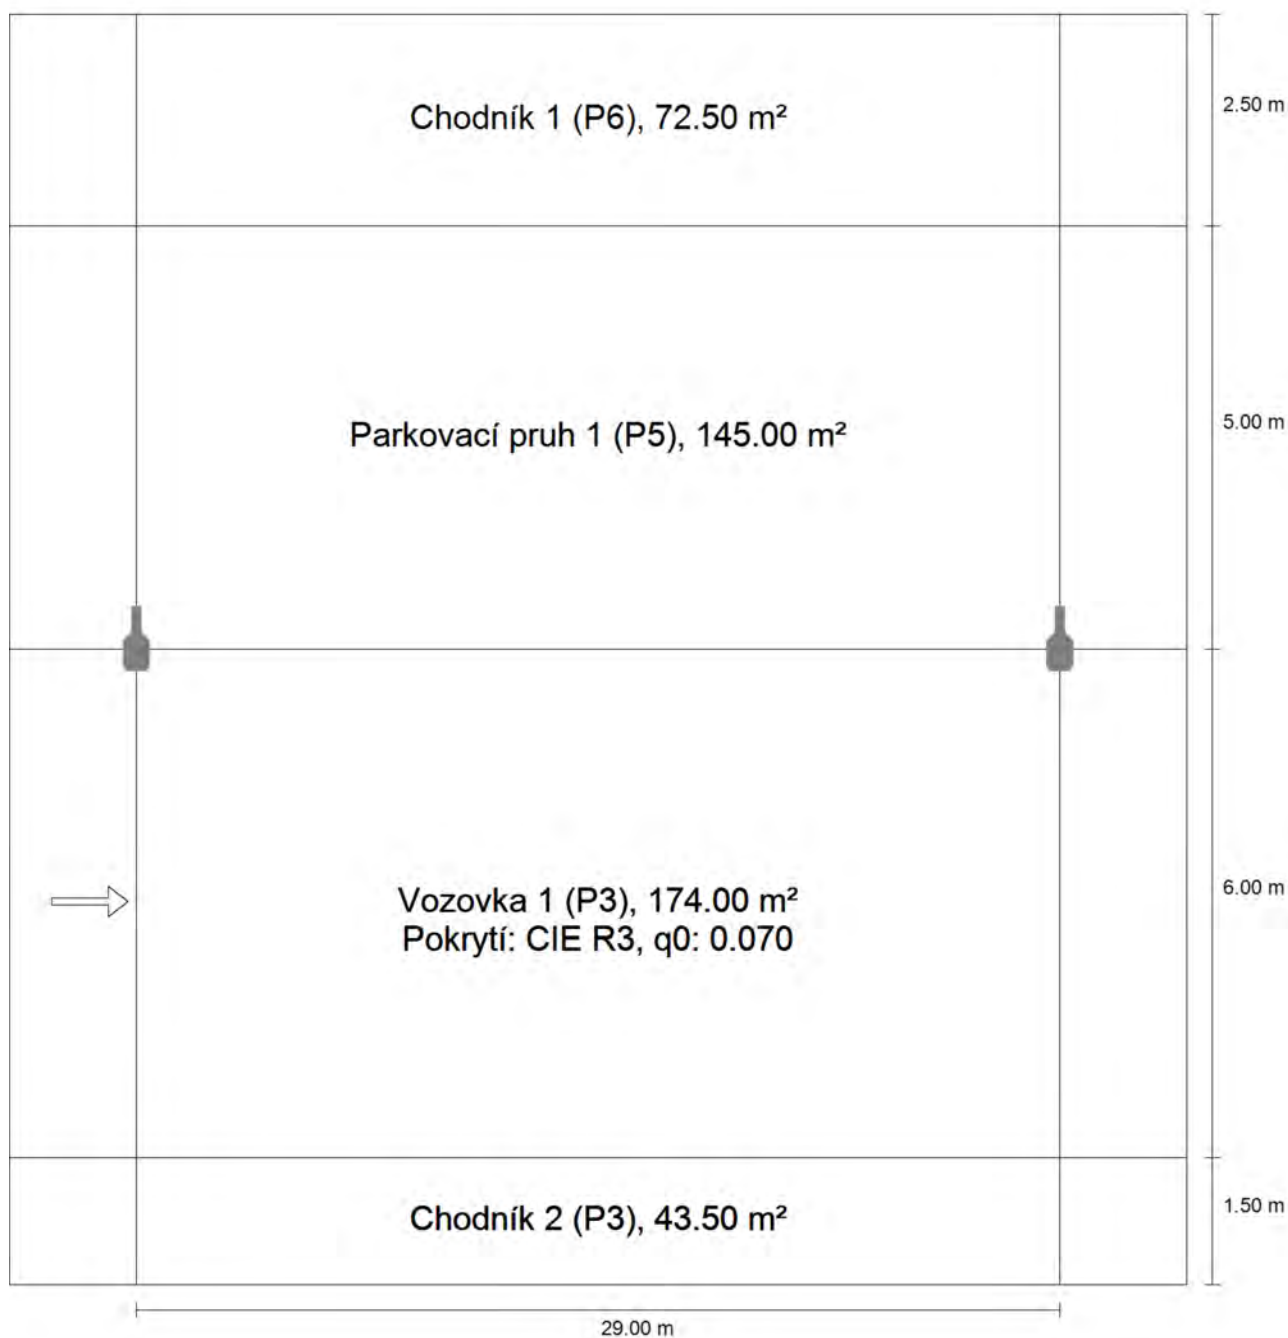 Chodník 1 (P6), 72.50 m²
2.50 m
Parkovací pruh 1 (P5), 145.00 m²
5.00 m
Vozovka 1 (P3), 174.00 m²
Pokrytí: CIE R3, q0: 0.070
6.00 m
Chodník 2 (P3), 43.50 m²
1.50 m
29.00 m